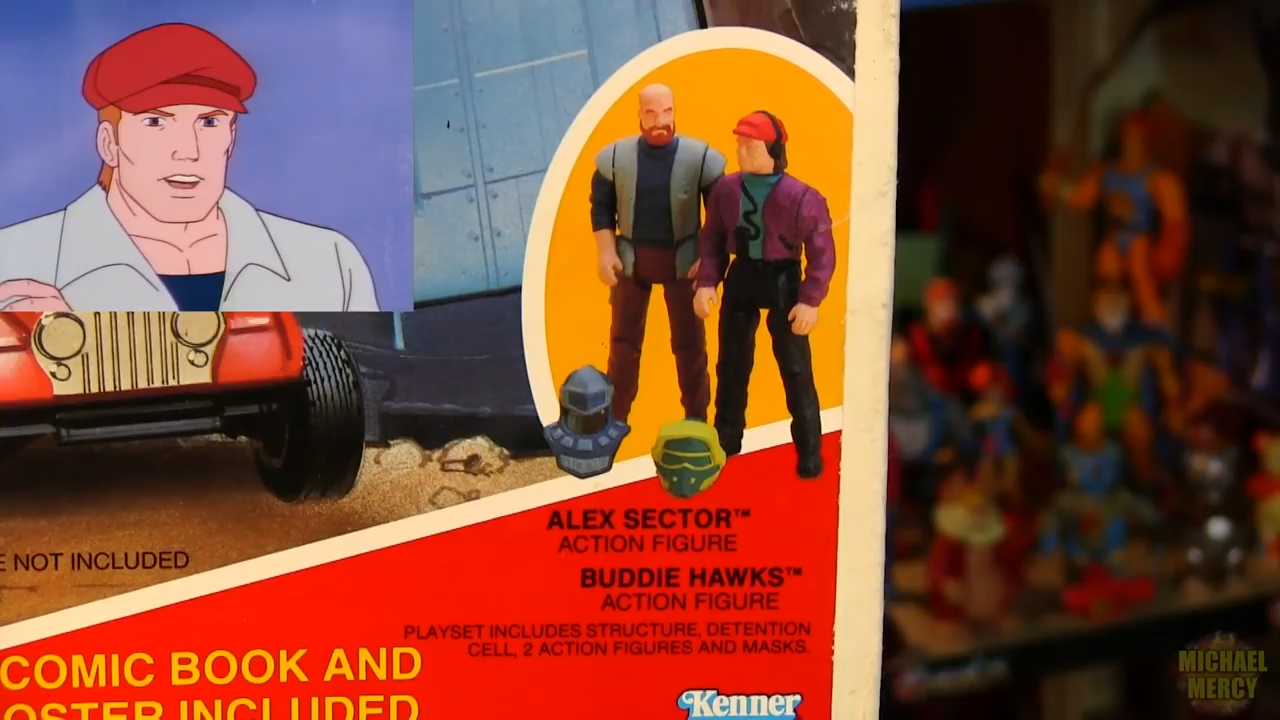 ALEX SECTOR™
ACTION FIGURE
BUDDIE HAWKS™
ACTION FIGURE
E NOT INCLUDED
PLAYSET INCLUDES STRUCTURE, DETENTION
CELL, 2 ACTION FIGURES AND MASKS.
COMIC BOOK AND
OSTER INCLUDED
Kenner
MICHAEL
MERCY